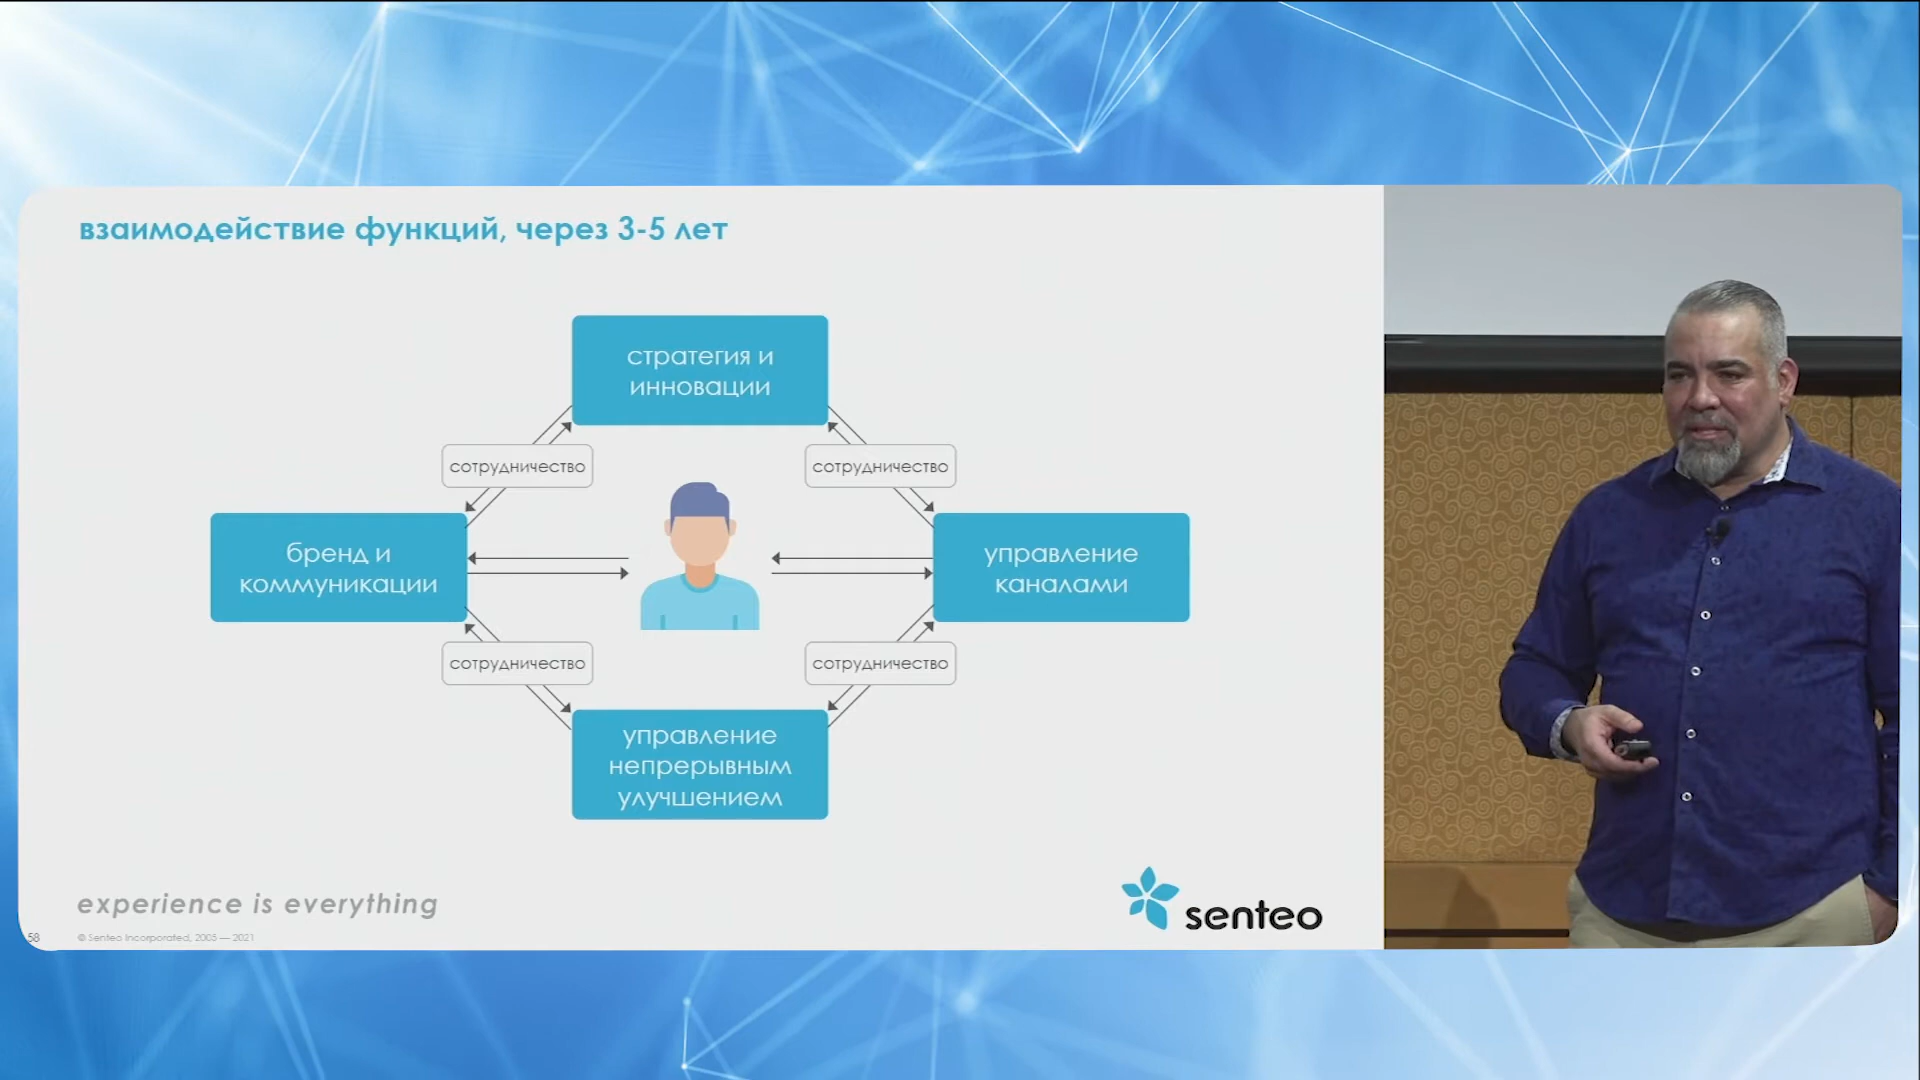 взаимодействие функций, через 3-5 лет
стратегия и
инновации
сотрудничество
сотрудничество
бренд и
коммуникации
управление
каналами
сотрудничество
сотрудничество
управление
непрерывным
улучшением
experience is everything
senteo
58
© Senteo Incorporated, 2005 — 2021